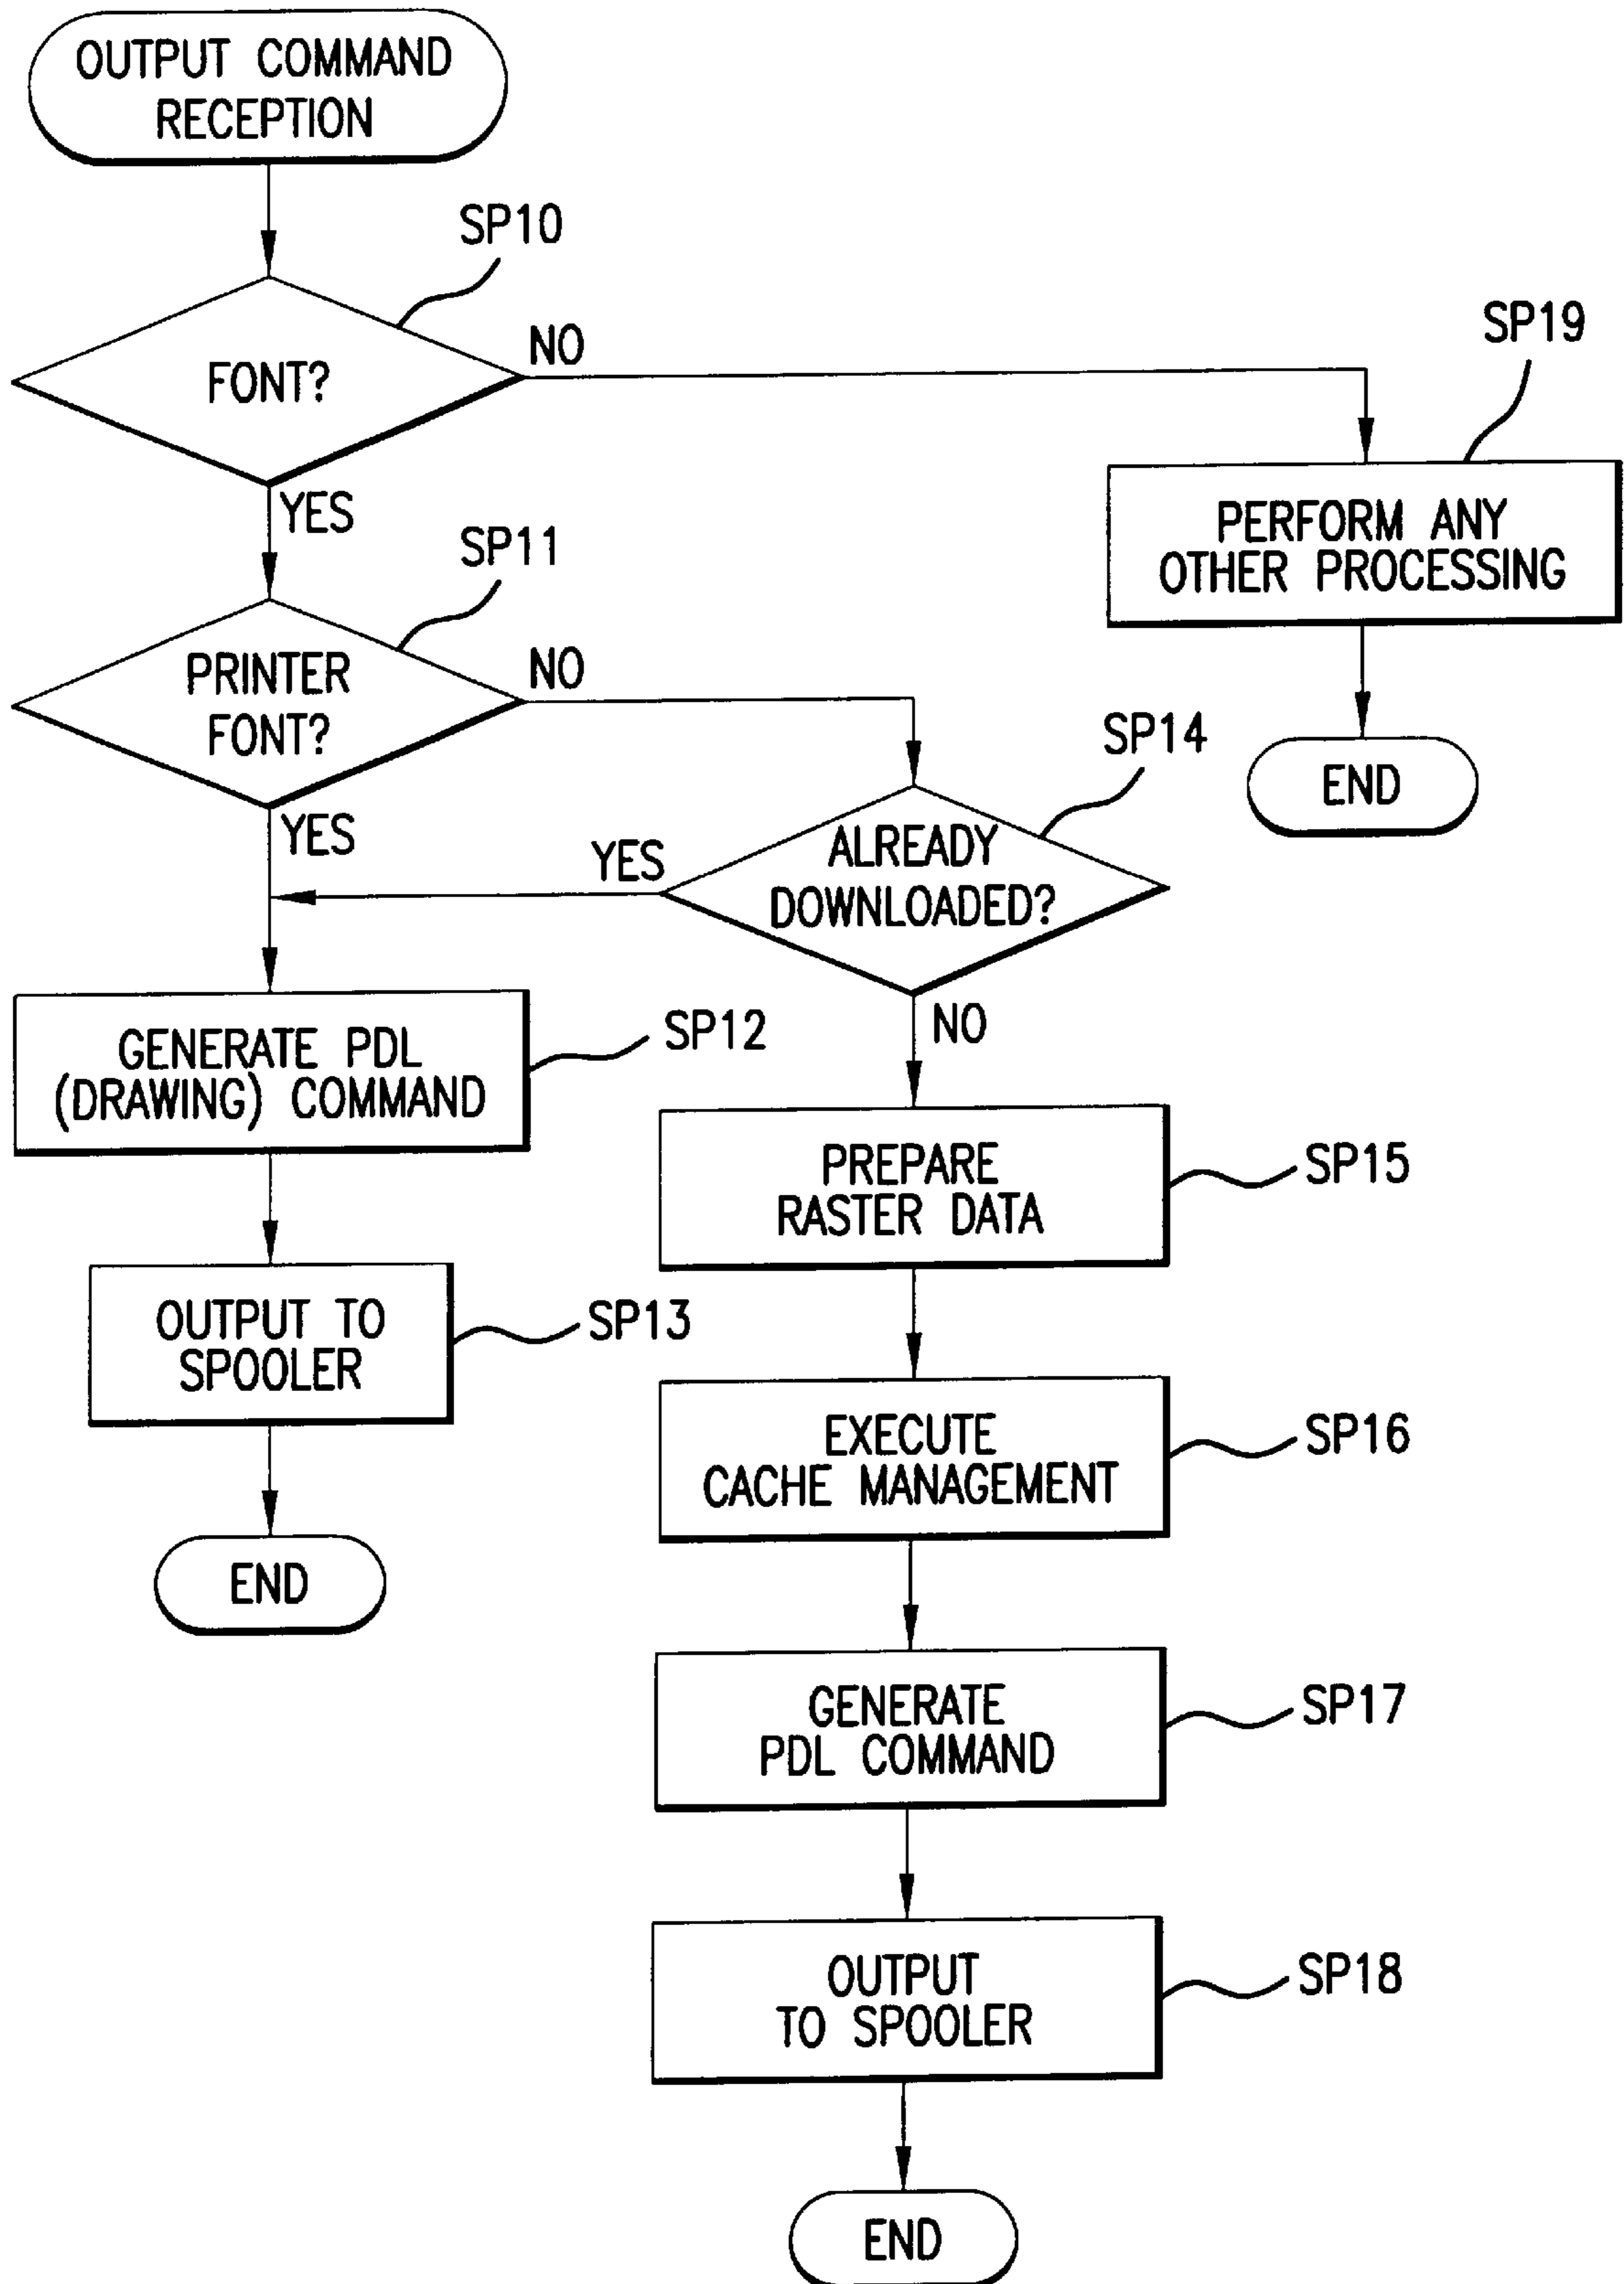 OUTPUT COMMAND
RECEPTION
SP10
FONT?
NO
SP19
YES
PERFORM ANY
OTHER PROCESSING
SP11
PRINTER
FONT?
NO
SP14
END
YES
YES
ALREADY
DOWNLOADED?
NO
GENERATE PDL
(DRAWING) COMMAND
SP12
PREPARE
RASTER DATA
SP15
OUTPUT TO
SPOOLER
SP13
EXECUTE
CACHE MANAGEMENT
SP16
END
GENERATE
PDL COMMAND
SP17
OUTPUT
TO SPOOLER
SP18
END